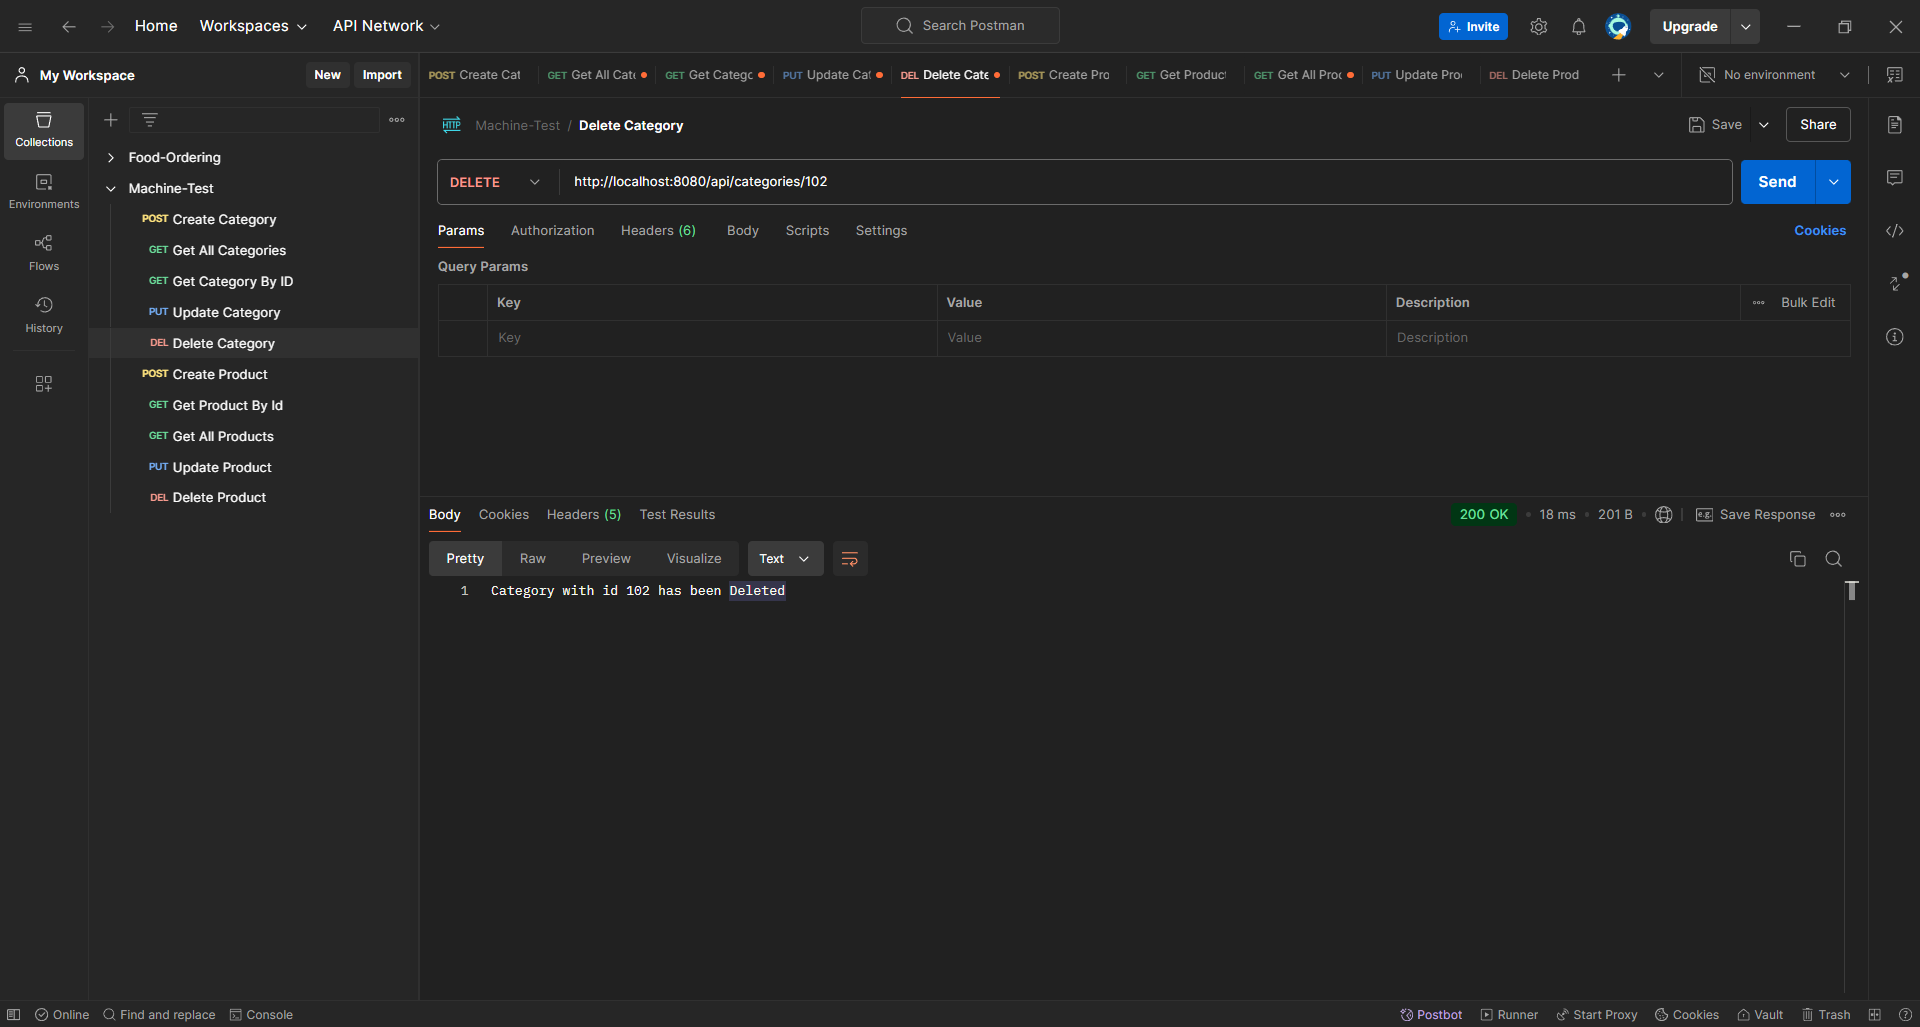 Home Workspaces API Network Search Postman Invite Upgrade
My Workspace New Import
POST Create Cat GET Get All Cat GET Get Catego PUT Update Cat DEL Delete Cate POST Create Pro GET Get Product GET Get All Proc PUT Update Pro DEL Delete Prod No environment
Collections
Environments
Flows
History
Food-Ordering
Machine-Test
POST Create Category
GET Get All Categories
GET Get Category By ID
PUT Update Category
DEL Delete Category
POST Create Product
GET Get Product By Id
GET Get All Products
PUT Update Product
DEL Delete Product
HTTP Machine-Test / Delete Category Save Share
DELETE http://localhost:8080/api/categories/102 Send
Params Authorization Headers (6) Body Scripts Settings Cookies
Query Params
Key Value Description Bulk Edit
Key Value Description
Body Cookies Headers (5) Test Results 200 OK 18 ms 201 B e.g. Save Response
Pretty Raw Preview Visualize Text
1 Category with id 102 has been Deleted
Online Find and replace Console Postbot Runner Start Proxy Cookies Vault Trash